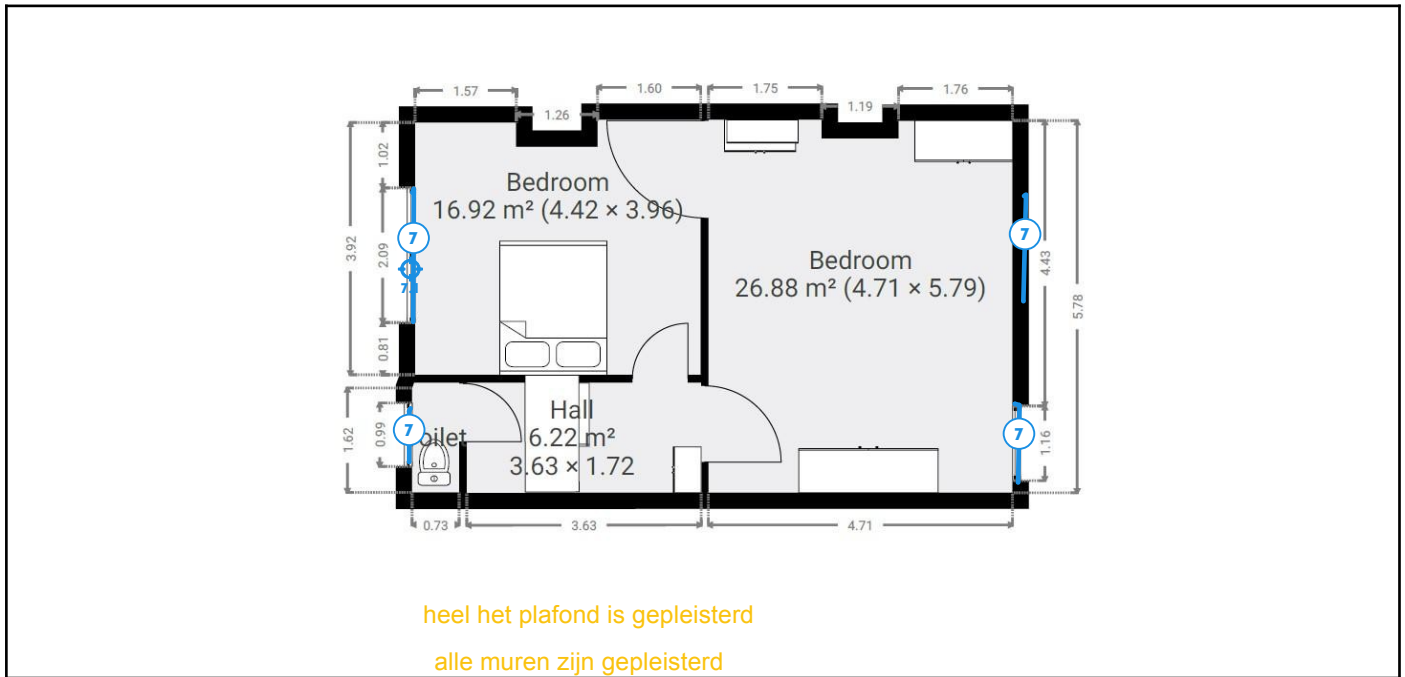 1.57
1.26
1.60
1.75
1.19
1.76
1.02
2.09
3.92
0.81
1.62
0.99
Bedroom
16.92 m² (4.42 × 3.96)
7
7
Bedroom
26.88 m² (4.71 × 5.79)
4.43
5.78
1.16
7
7
Hall
6.22 m²
3.63 × 1.72
0.73
3.63
4.71
heel het plafond is gepleisterd
alle muren zijn gepleisterd